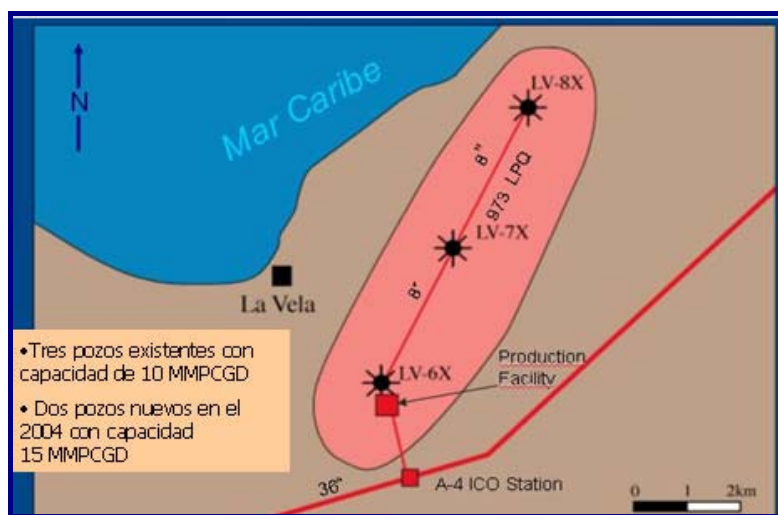 N
Mar Caribe
LV-8X
8"
973 LPQ
LV-7X
8"
La Vela
LV-6X
Production
Facility
•Tres pozos existentes con
capacidad de 10 MMPCGD
• Dos pozos nuevos en el
2004 con capacidad
15 MMPCGD
36"
A-4 ICO Station
0 1 2km